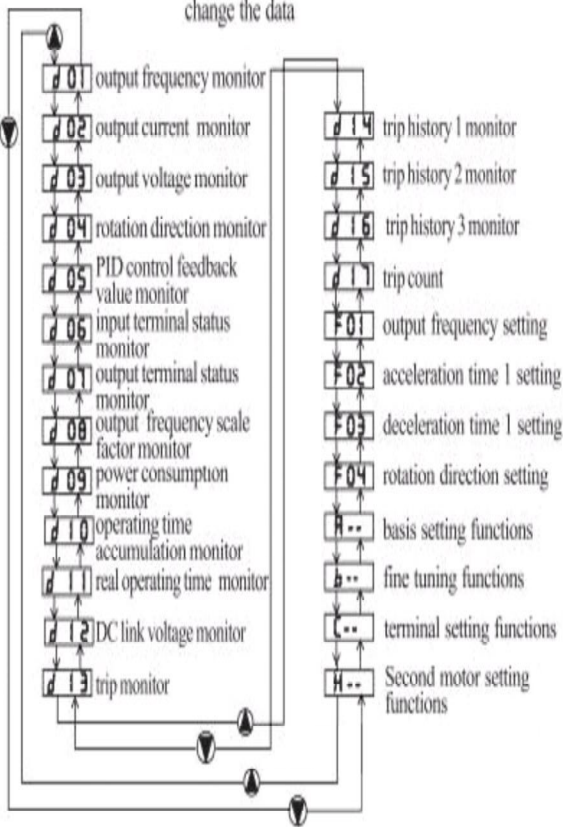 change the data
d 01 output frequency monitor
d 02 output current monitor
d 03 output voltage monitor
d 04 rotation direction monitor
d 05 PID control feedback
value monitor
d 06 input terminal status
monitor
d 07 output terminal status
monitor
d 08 output frequency scale
factor monitor
d 09 power consumption
monitor
d 10 operating time
accumulation monitor
d 11 real operating time monitor
d 12 DC link voltage monitor
d 13 trip monitor
d 14 trip history 1 monitor
d 15 trip history 2 monitor
d 16 trip history 3 monitor
d 17 trip count
F01 output frequency setting
F02 acceleration time 1 setting
F03 deceleration time 1 setting
F04 rotation direction setting
A-- basis setting functions
b-- fine tuning functions
C-- terminal setting functions
H-- Second motor setting
functions